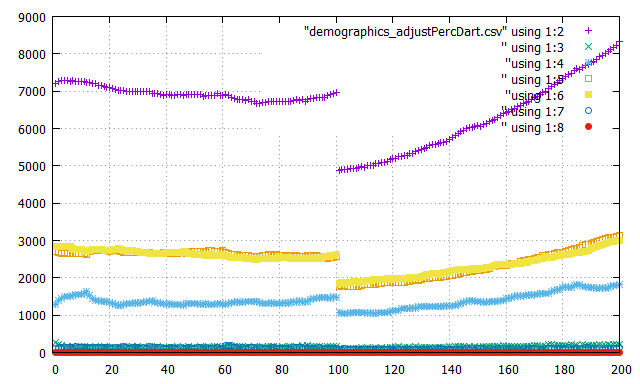 9000
8000
7000
6000
5000
4000
3000
2000
1000
0
"demographics_adjustPercDart.csv" using 1:2
" using 1:3
" using 1:4
" using 1:5
" using 1:6
" using 1:7
" using 1:8
0 20 40 60 80 100 120 140 160 180 200